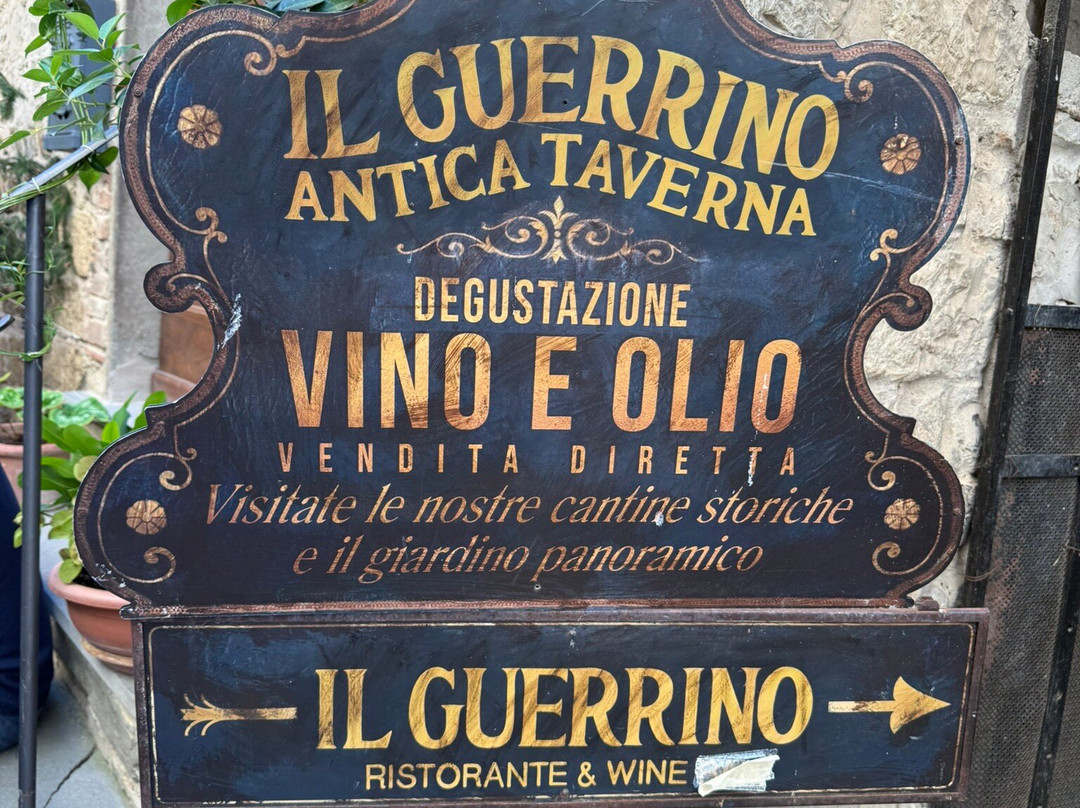 IL GUERRINO
ANTICA TAVERNA
DEGUSTAZIONE
VINO E OLIO
VENDITA DIRETTA
Visitate le nostre cantine storiche
e il giardino panoramico
IL GUERRINO
RISTORANTE & WINE